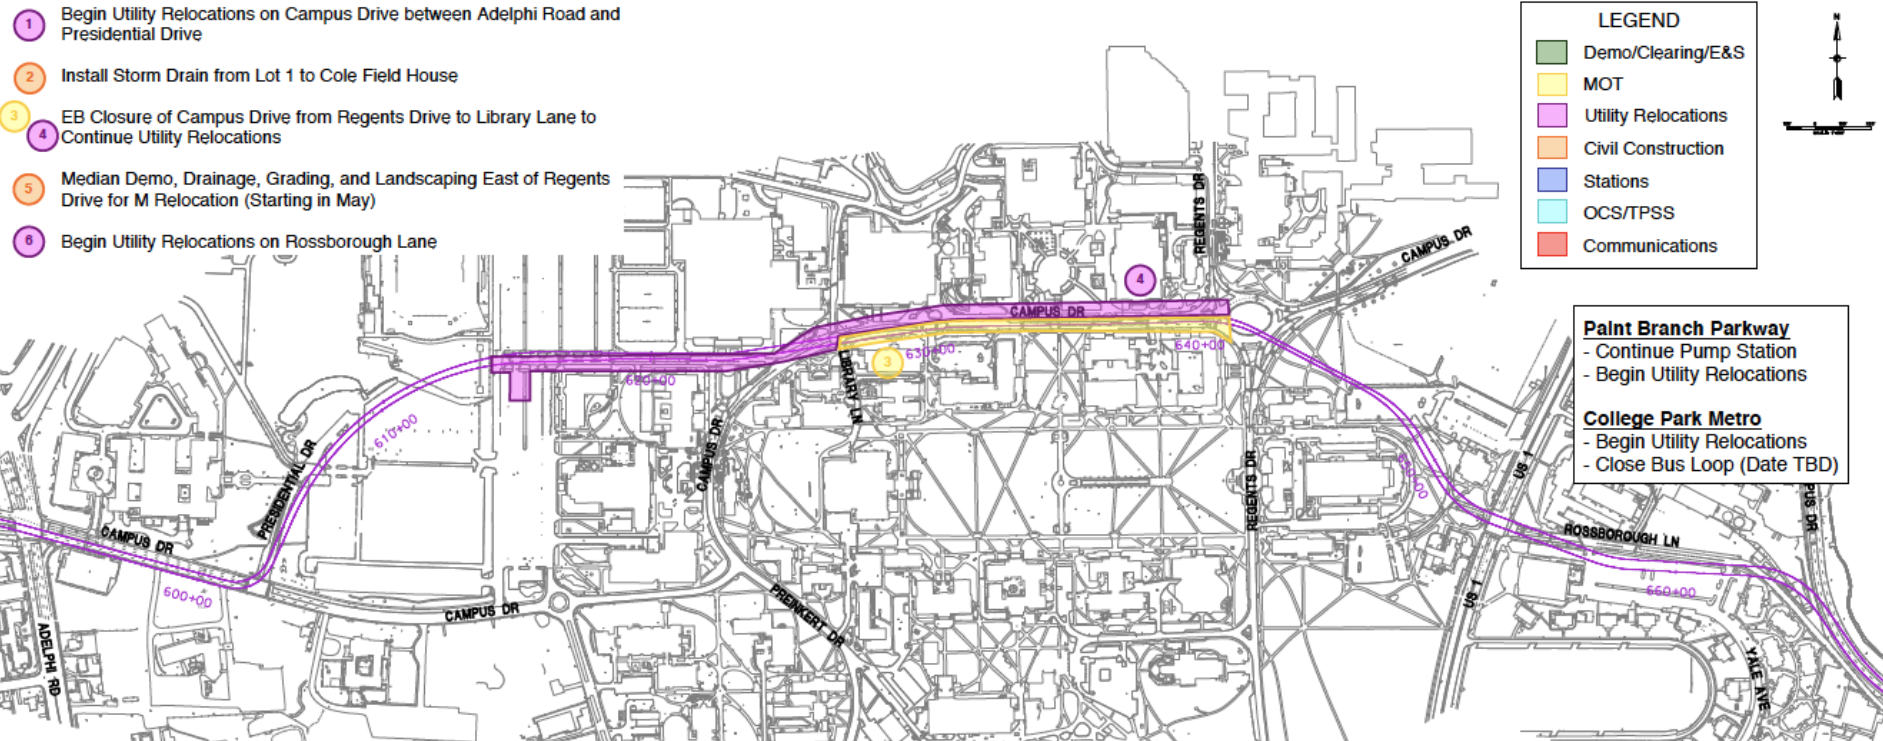 1
Begin Utility Relocations on Campus Drive between Adelphi Road and
Presidential Drive
2
Install Storm Drain from Lot 1 to Cole Field House
3
4
EB Closure of Campus Drive from Regents Drive to Library Lane to
Continue Utility Relocations
5
Median Demo, Drainage, Grading, and Landscaping East of Regents
Drive for M Relocation (Starting in May)
6
Begin Utility Relocations on Rossborough Lane
LEGEND
Demo/Clearing/E&S
MOT
Utility Relocations
Civil Construction
Stations
OCS/TPSS
Communications
N
Paint Branch Parkway
- Continue Pump Station
- Begin Utility Relocations
College Park Metro
- Begin Utility Relocations
- Close Bus Loop (Date TBD)
REGENTS DR
CAMPUS DR
4
CAMPUS DR
3
630+00
640+00
620+00
LIBRARY LN
610+00
CAMPUS DR
PRESIDENTIAL DR
REGENTS DR
US 1
PUS DR
CAMPUS DR
ROSSBOROUGH LN
600+00
CAMPUS DR
PREINKERT DR
US 1
660+00
ADELPHI RD
YALE AVE